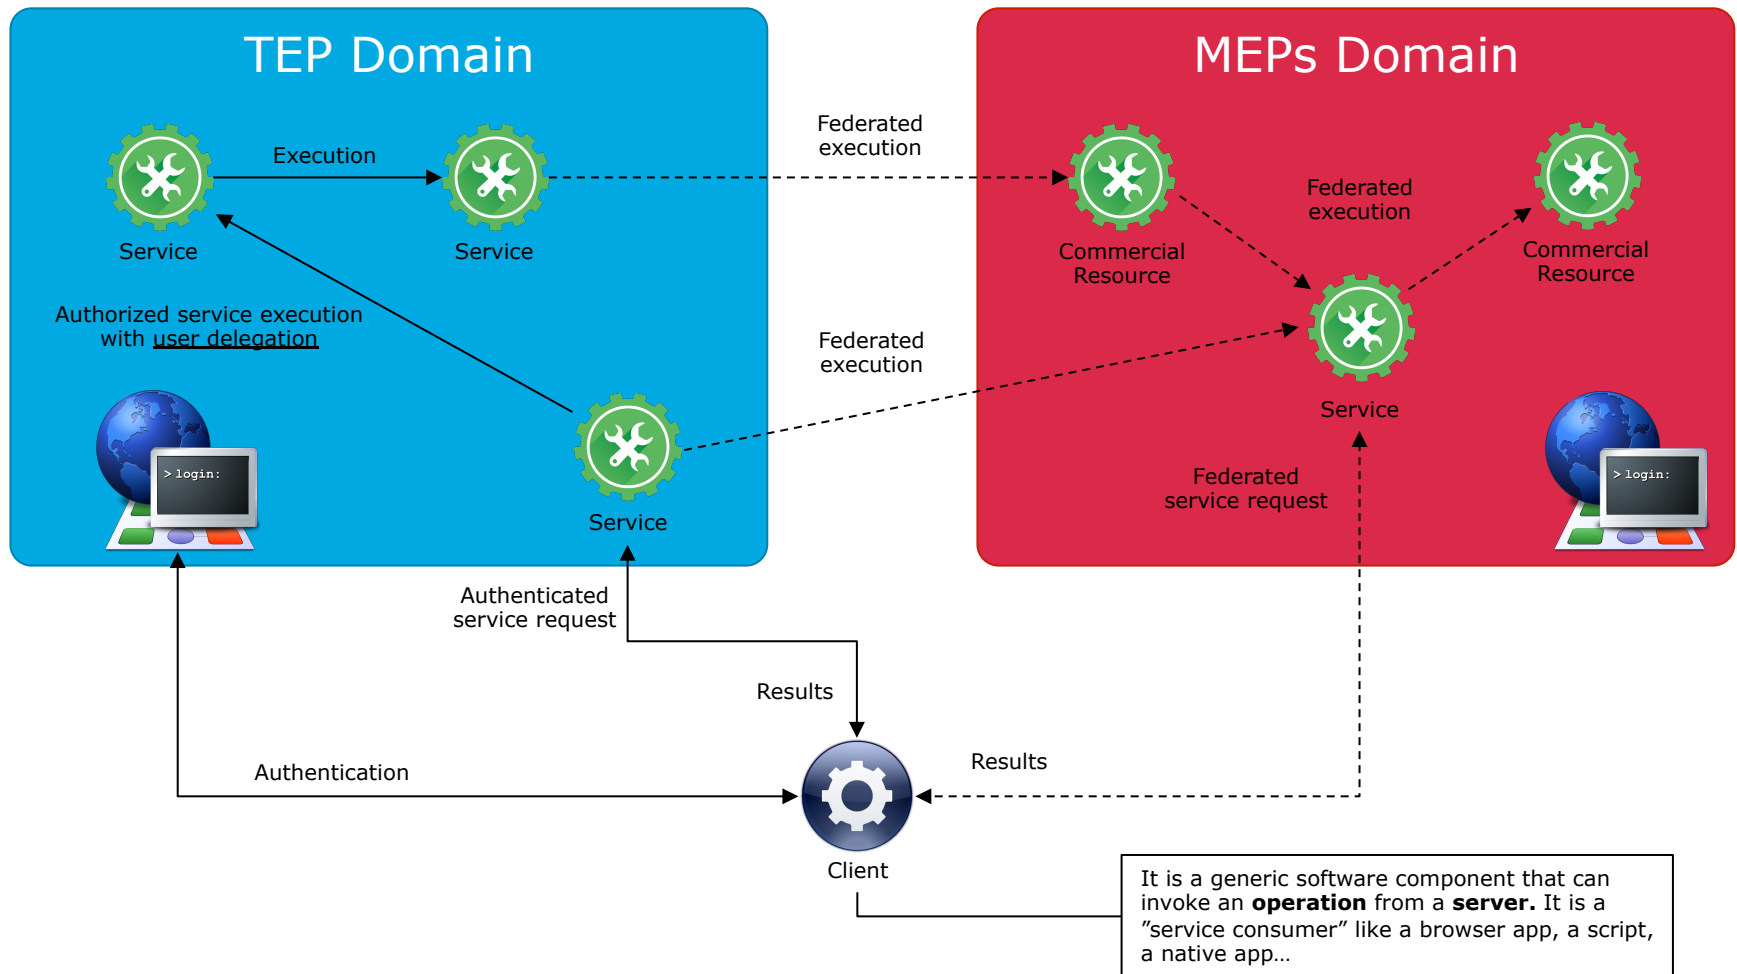 TEP Domain
MEPs Domain
Federated
execution
Execution
Federated
execution
Service
Service
Commercial
Resource
Commercial
Resource
Authorized service execution
with user delegation
Federated
execution
Service
> login:
Federated
service request
> login:
Service
Authenticated
service request
Results
Authentication
Results
Client
It is a generic software component that can
invoke an operation from a server. It is a
”service consumer” like a browser app, a script,
a native app…